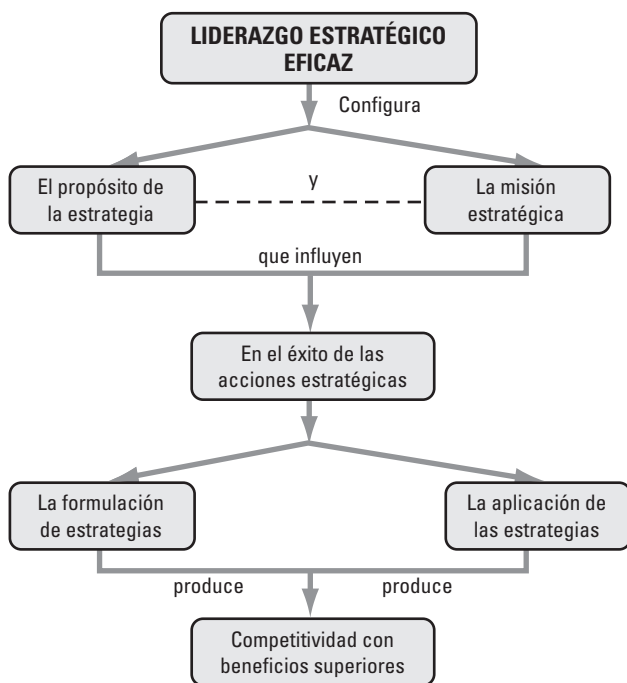 LIDERAZGO ESTRATÉGICO
EFICAZ
Configura
El propósito de
la estrategia
y
La misión
estratégica
que influyen
En el éxito de las
acciones estratégicas
La formulación
de estrategias
La aplicación de
las estrategias
produce
produce
Competitividad con
beneficios superiores